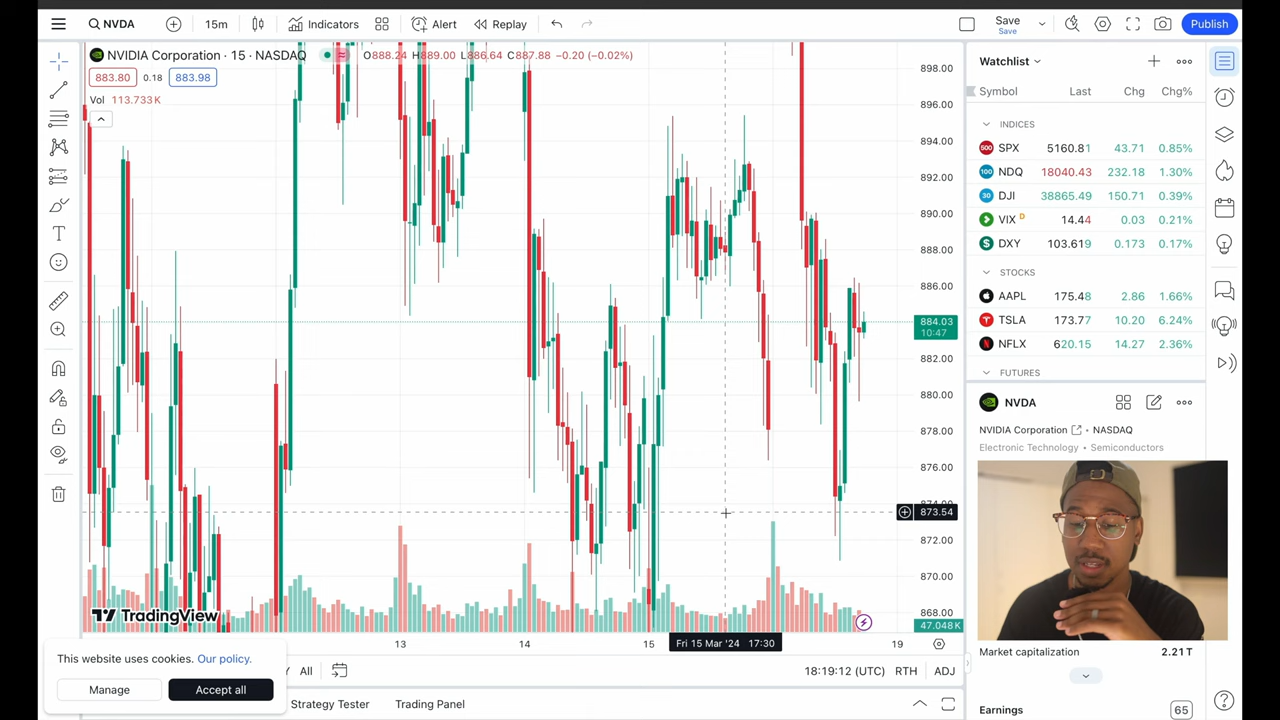 NVDA 15m Indicators Alert Replay Save Publish
Save
NVIDIA Corporation · 15 · NASDAQ O888.24 H889.00 L886.64 C887.88 −0.20 (−0.02%)
883.80 0.18 883.98
Vol 113.733K
898.00
896.00
894.00
892.00
890.00
888.00
886.00
884.03
10:47
882.00
880.00
878.00
876.00
874.00
873.54
872.00
870.00
868.00
47.048K
TradingView
13 14 15 Fri 15 Mar '24 17:30 19
This website uses cookies. Our policy.
Manage Accept all
Y All 18:19:12 (UTC) RTH ADJ
Strategy Tester Trading Panel
Watchlist
Symbol Last Chg Chg%
INDICES
500 SPX 5160.81 43.71 0.85%
100 NDQ 18040.43 232.18 1.30%
30 DJI 38865.49 150.71 0.39%
VIX D 14.44 0.03 0.21%
$ DXY 103.619 0.173 0.17%
STOCKS
AAPL 175.48 2.86 1.66%
TSLA 173.77 10.20 6.24%
NFLX 620.15 14.27 2.36%
FUTURES
NVDA
NVIDIA Corporation • NASDAQ
Electronic Technology • Semiconductors
Market capitalization 2.21 T
Earnings 65